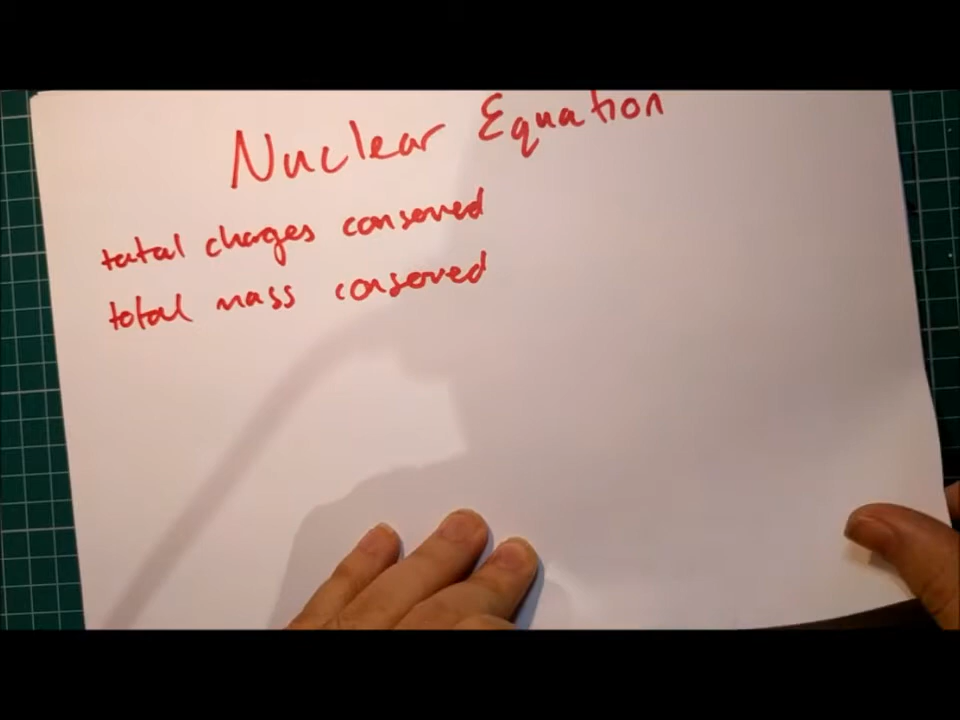 Nuclear Equation
total charges conserved
total mass conserved